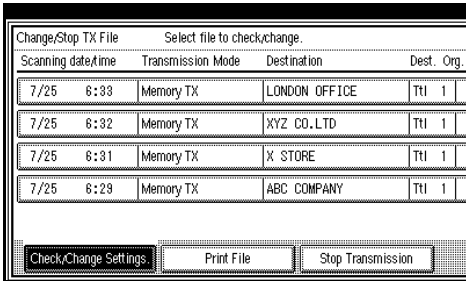 Change/Stop TX File Select file to check/change.
Scanning date/time Transmission Mode Destination Dest. Org.
7/25 6:33 Memory TX LONDON OFFICE Ttl 1
7/25 6:32 Memory TX XYZ CO.LTD Ttl 1
7/25 6:31 Memory TX X STORE Ttl 1
7/25 6:29 Memory TX ABC COMPANY Ttl 1
Check/Change Settings. Print File Stop Transmission